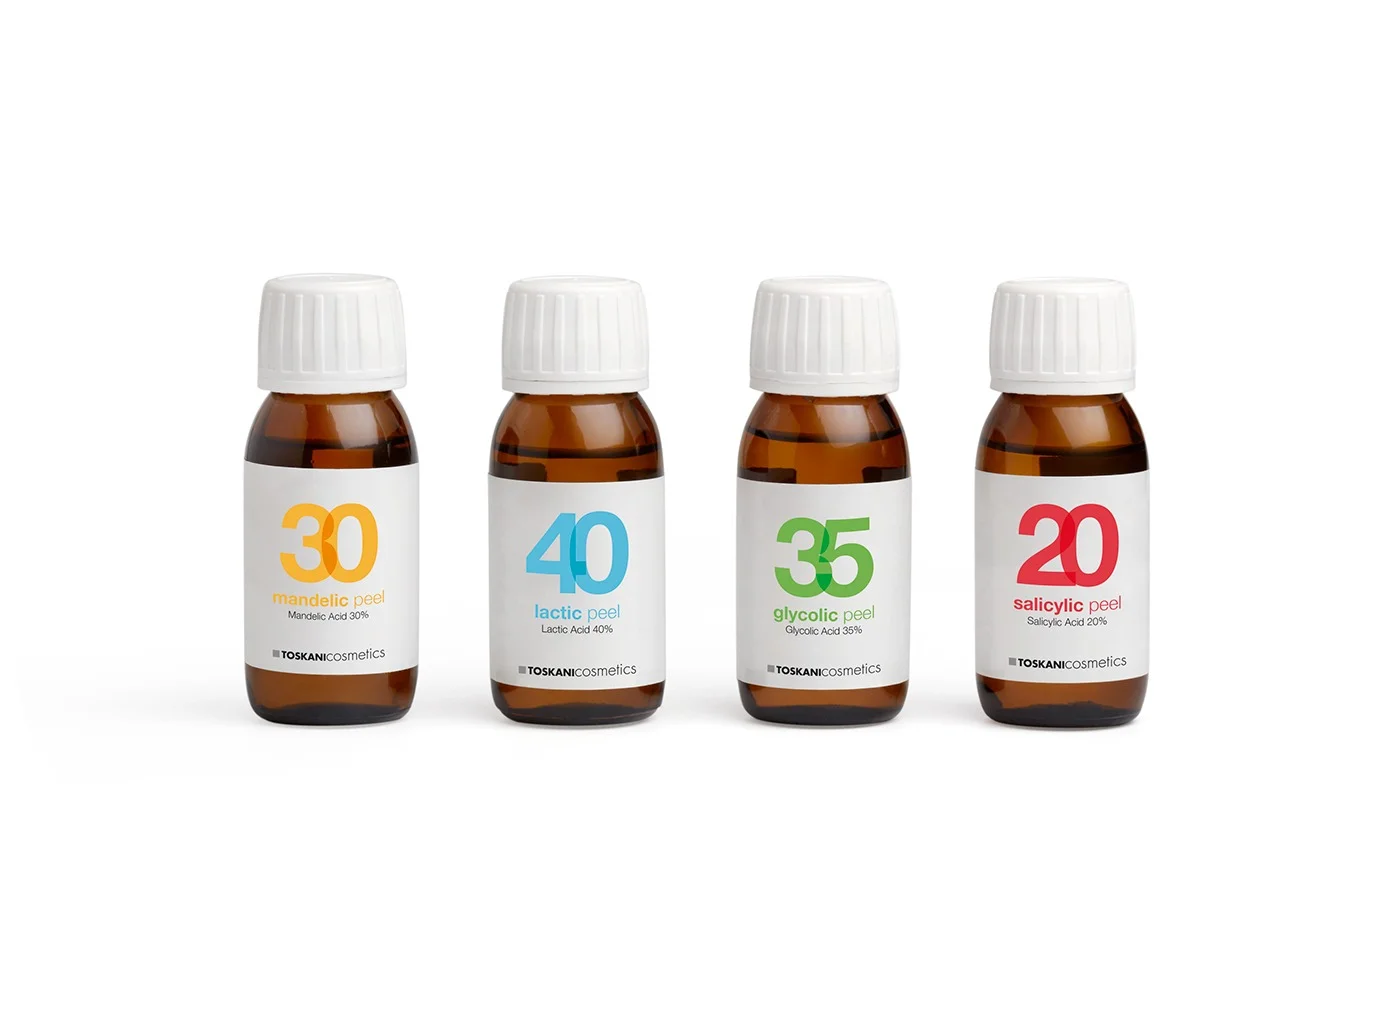 30
mandelic peel
Mandelic Acid 30%
TOSKANIcosmetics
40
lactic peel
Lactic Acid 40%
TOSKANIcosmetics
35
glycolic peel
Glycolic Acid 35%
TOSKANIcosmetics
20
salicylic peel
Salicylic Acid 20%
TOSKANIcosmetics